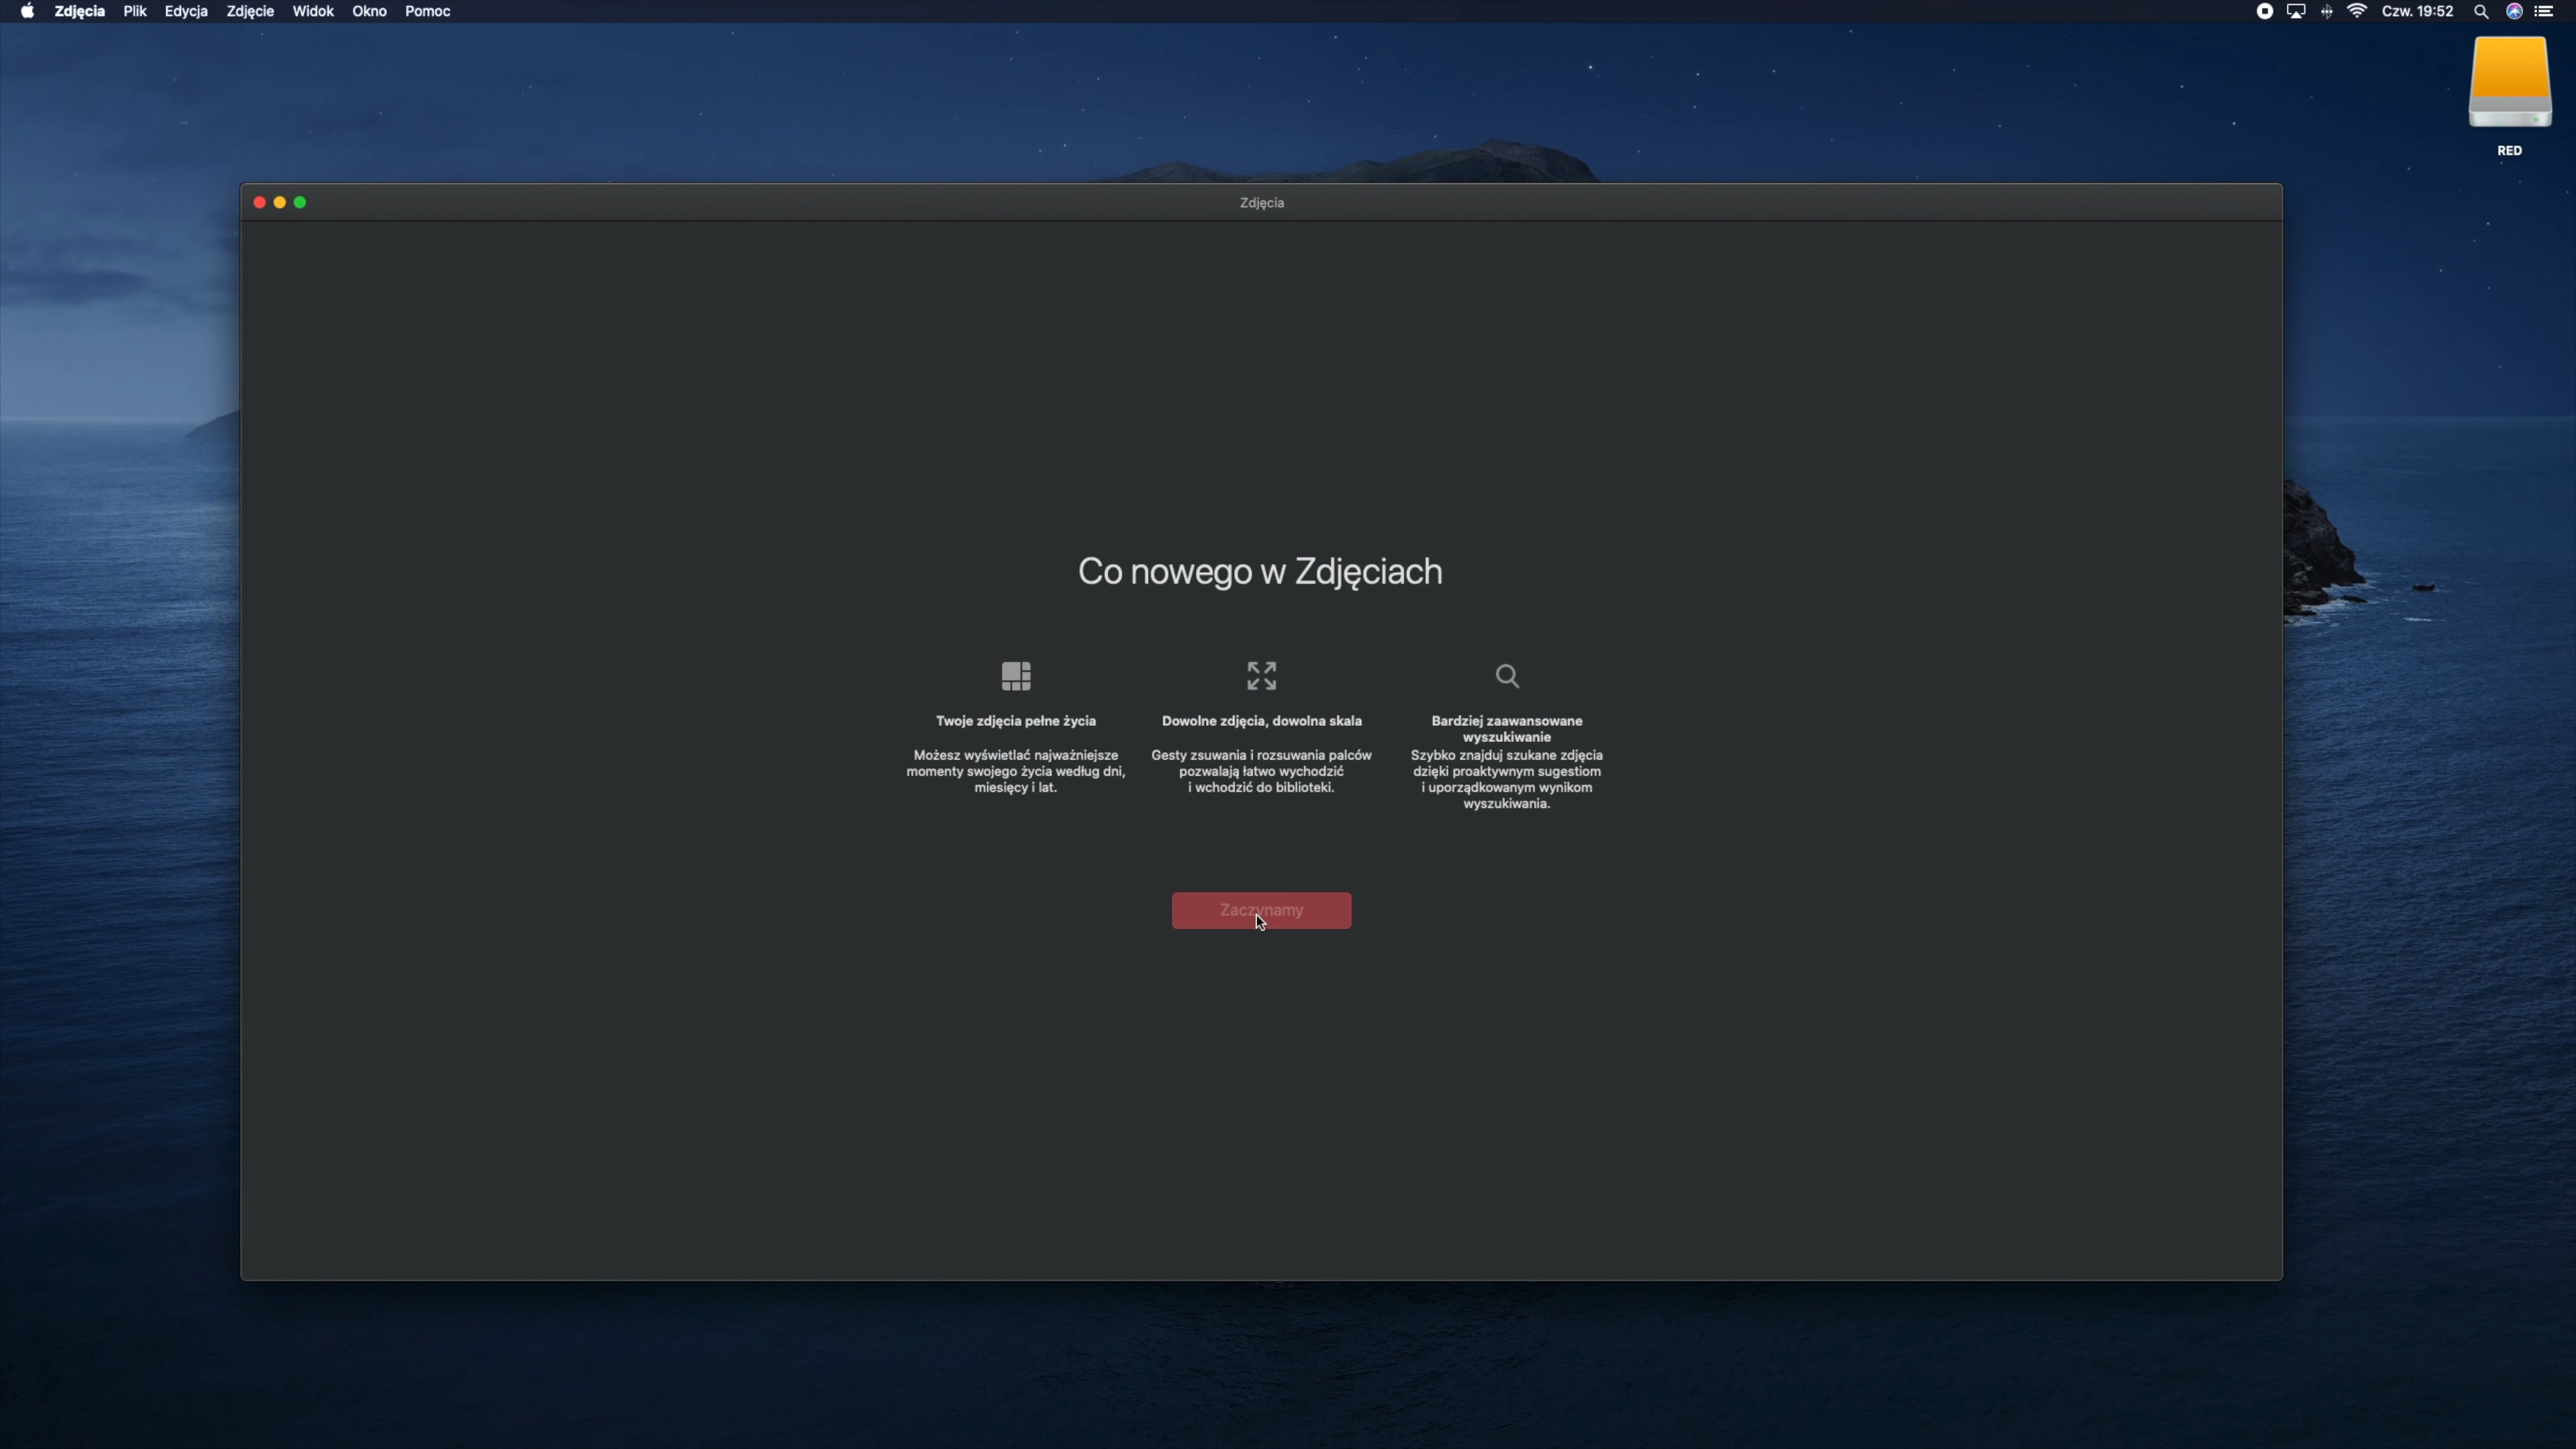 Zdjęcia Plik Edycja Zdjęcie Widok Okno Pomoc
Czw. 19:52
RED
Zdjęcia
Co nowego w Zdjęciach
Twoje zdjęcia pełne życia
Możesz wyświetlać najważniejsze
momenty swojego życia według dni,
miesięcy i lat.
Dowolne zdjęcia, dowolna skala
Gesty zsuwania i rozsuwania palców
pozwalają łatwo wychodzić
i wchodzić do biblioteki.
Bardziej zaawansowane
wyszukiwanie
Szybko znajduj szukane zdjęcia
dzięki proaktywnym sugestiom
i uporządkowanym wynikom
wyszukiwania.
Zaczynamy